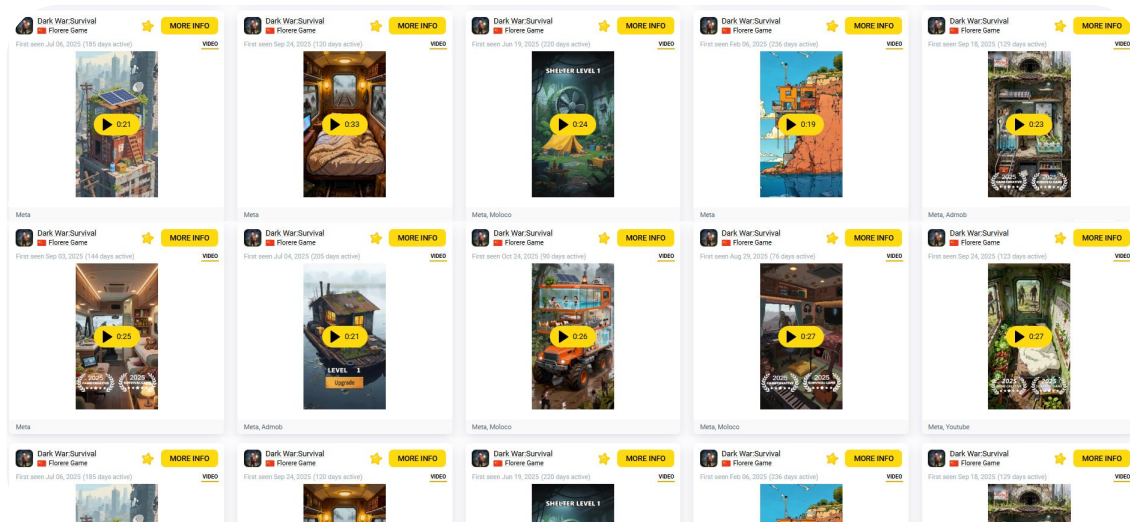 Dark War:Survival
Florere Game
MORE INFO
First seen Jul 06, 2025 (185 days active)
VIDEO
0:21
Meta
Dark War:Survival
Florere Game
MORE INFO
First seen Sep 24, 2025 (120 days active)
VIDEO
0:33
Meta
Dark War:Survival
Florere Game
MORE INFO
First seen Jun 19, 2025 (220 days active)
VIDEO
SHELTER LEVEL 1
0:24
Meta, Moloco
Dark War:Survival
Florere Game
MORE INFO
First seen Feb 06, 2025 (236 days active)
VIDEO
0:19
Meta
Dark War:Survival
Florere Game
MORE INFO
First seen Sep 18, 2025 (129 days active)
VIDEO
0:23
2025
2025
Meta, Admob
Dark War:Survival
Florere Game
MORE INFO
First seen Sep 03, 2025 (144 days active)
VIDEO
0:25
2025
2025
Meta
Dark War:Survival
Florere Game
MORE INFO
First seen Jul 04, 2025 (205 days active)
VIDEO
0:21
LEVEL 1
Upgrade
Meta, Admob
Dark War:Survival
Florere Game
MORE INFO
First seen Oct 24, 2025 (90 days active)
VIDEO
0:26
Meta, Moloco
Dark War:Survival
Florere Game
MORE INFO
First seen Aug 29, 2025 (76 days active)
VIDEO
0:27
2025
2025
Meta, Moloco
Dark War:Survival
Florere Game
MORE INFO
First seen Sep 24, 2025 (123 days active)
VIDEO
0:27
2025
2025
Meta, Youtube
Dark War:Survival
Florere Game
MORE INFO
First seen Jul 06, 2025 (185 days active)
VIDEO
Dark War:Survival
Florere Game
MORE INFO
First seen Sep 24, 2025 (120 days active)
VIDEO
Dark War:Survival
Florere Game
MORE INFO
First seen Jun 19, 2025 (220 days active)
VIDEO
SHELTER LEVEL 1
Dark War:Survival
Florere Game
MORE INFO
First seen Feb 06, 2025 (236 days active)
VIDEO
Dark War:Survival
Florere Game
MORE INFO
First seen Sep 18, 2025 (129 days active)
VIDEO